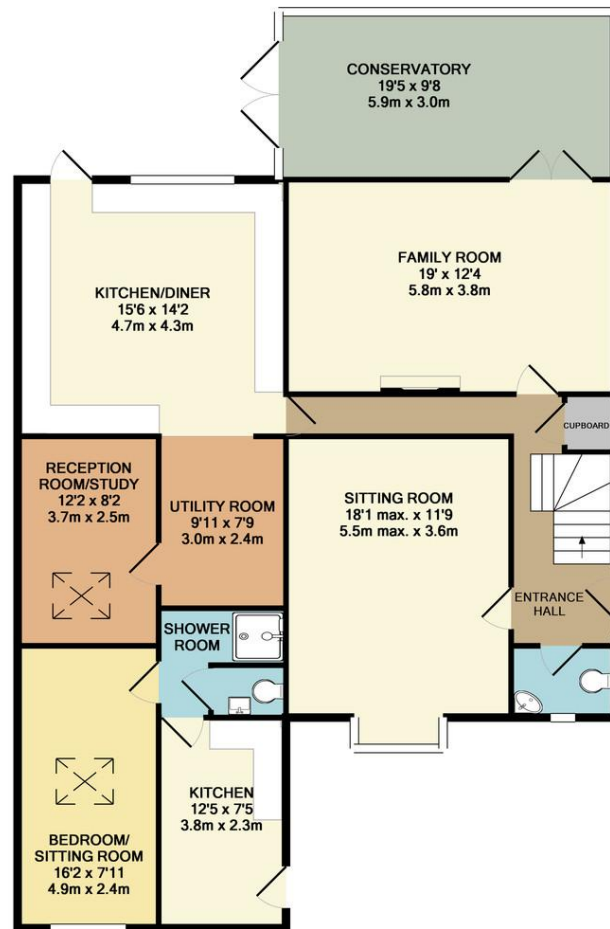 CONSERVATORY
19'5 x 9'8
5.9m x 3.0m
FAMILY ROOM
19' x 12'4
5.8m x 3.8m
KITCHEN/DINER
15'6 x 14'2
4.7m x 4.3m
CUPBOARD
RECEPTION
ROOM/STUDY
12'2 x 8'2
3.7m x 2.5m
UTILITY ROOM
9'11 x 7'9
3.0m x 2.4m
SITTING ROOM
18'1 max. x 11'9
5.5m max. x 3.6m
ENTRANCE
HALL
SHOWER
ROOM
KITCHEN
12'5 x 7'5
3.8m x 2.3m
BEDROOM/
SITTING ROOM
16'2 x 7'11
4.9m x 2.4m